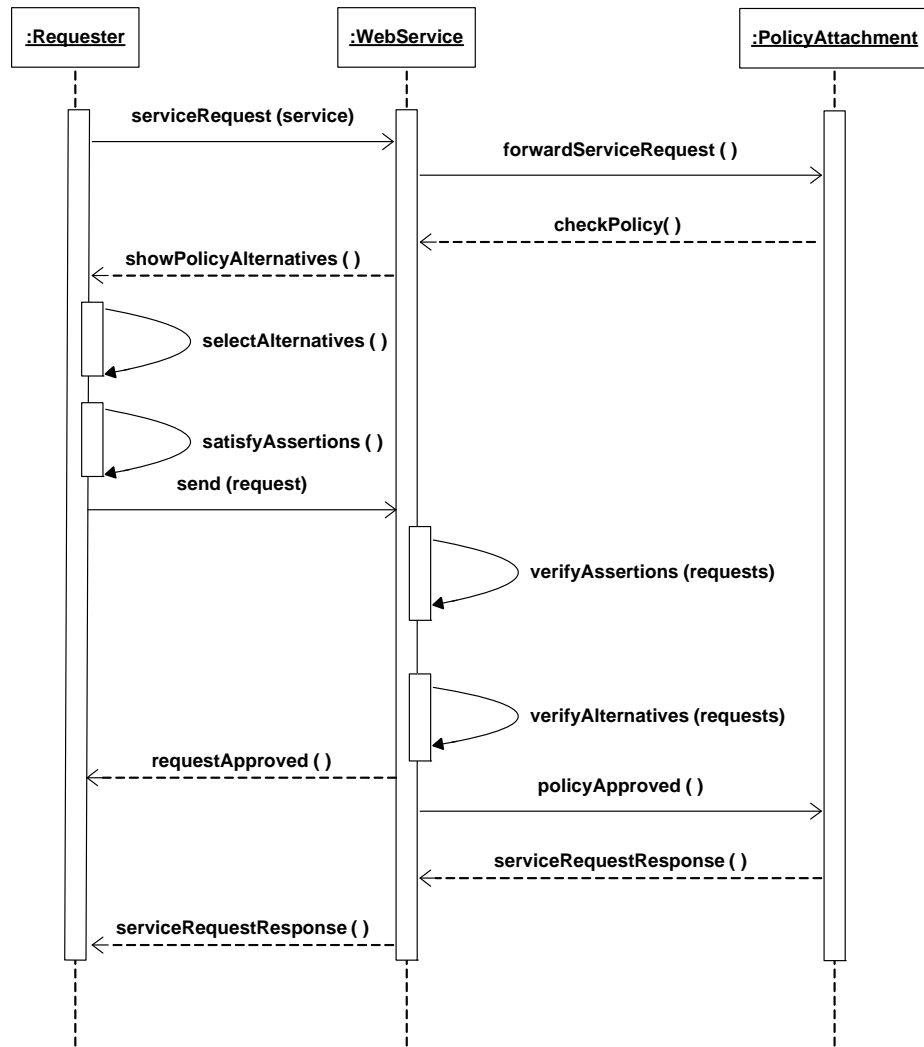 :Requester
:WebService
:PolicyAttachment
serviceRequest (service)
forwardServiceRequest ( )
checkPolicy( )
showPolicyAlternatives ( )
selectAlternatives ( )
satisfyAssertions ( )
send (request)
verifyAssertions (requests)
verifyAlternatives (requests)
requestApproved ( )
policyApproved ( )
serviceRequestResponse ( )
serviceRequestResponse ( )